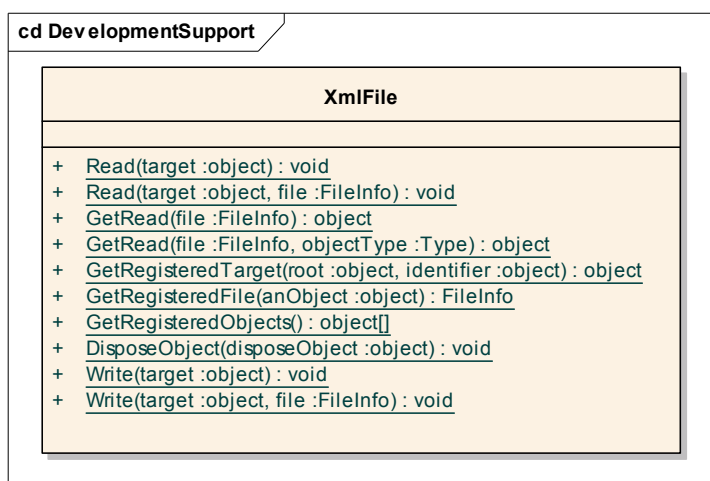 cd DevelopmentSupport
XmlFile
+ Read(target :object) : void
+ Read(target :object, file :FileInfo) : void
+ GetRead(file :FileInfo) : object
+ GetRead(file :FileInfo, objectType :Type) : object
+ GetRegisteredTarget(root :object, identifier :object) : object
+ GetRegisteredFile(anObject :object) : FileInfo
+ GetRegisteredObjects() : object[]
+ DisposeObject(disposeObject :object) : void
+ Write(target :object) : void
+ Write(target :object, file :FileInfo) : void